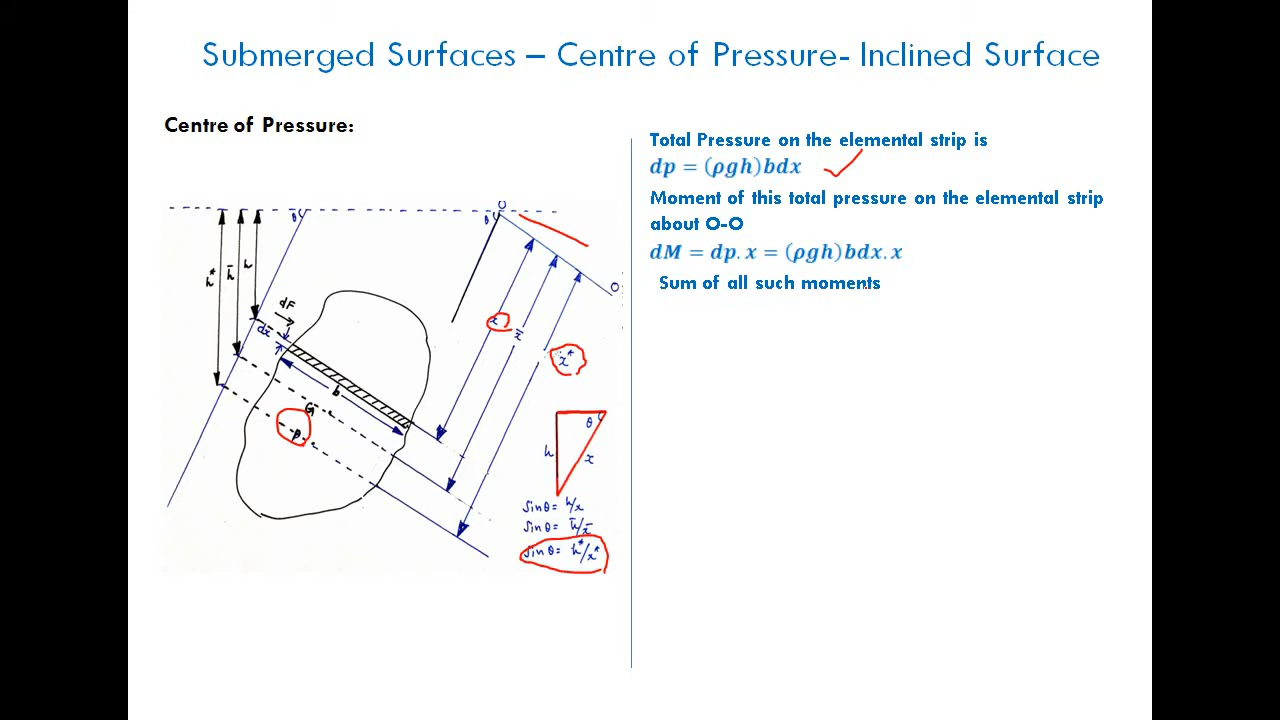 Submerged Surfaces – Centre of Pressure- Inclined Surface
Centre of Pressure:
Total Pressure on the elemental strip is
dp = (ρgh)bdx
Moment of this total pressure on the elemental strip
about O-O
dM = dp. x = (ρgh)bdx. x
Sum of all such moments
θ
O
θ
O
h*
h̄
h
dF
dx
b
G
P
x
x̄
x*
θ
h
x
Sinθ = h/x
Sinθ = h̄/x̄
Sinθ = h*/x*